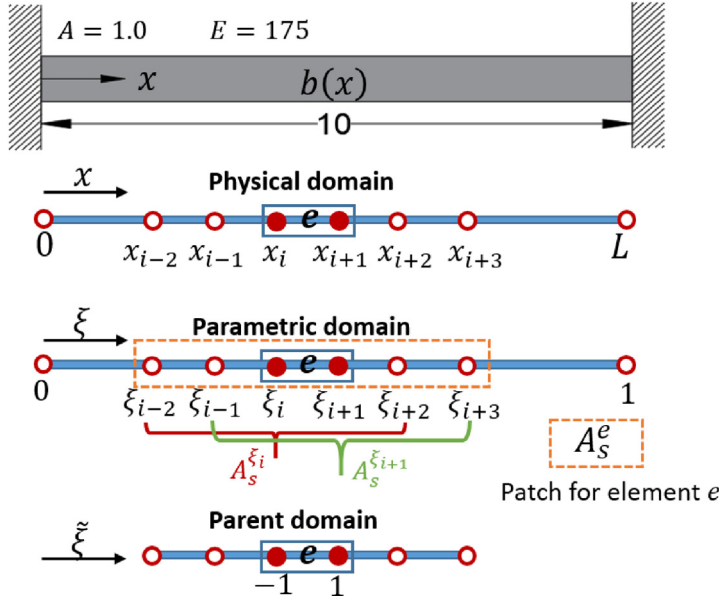 A = 1.0 E = 175
x b(x)
10
x Physical domain
e
0 x_{i-2} x_{i-1} x_i x_{i+1} x_{i+2} x_{i+3} L
ξ Parametric domain
e
0 ξ_{i-2} ξ_{i-1} ξ_i ξ_{i+1} ξ_{i+2} ξ_{i+3} 1
A_s^{ξ_i} A_s^{ξ_{i+1}} A_s^e
Patch for element e
ξ̃ Parent domain
e
−1 1